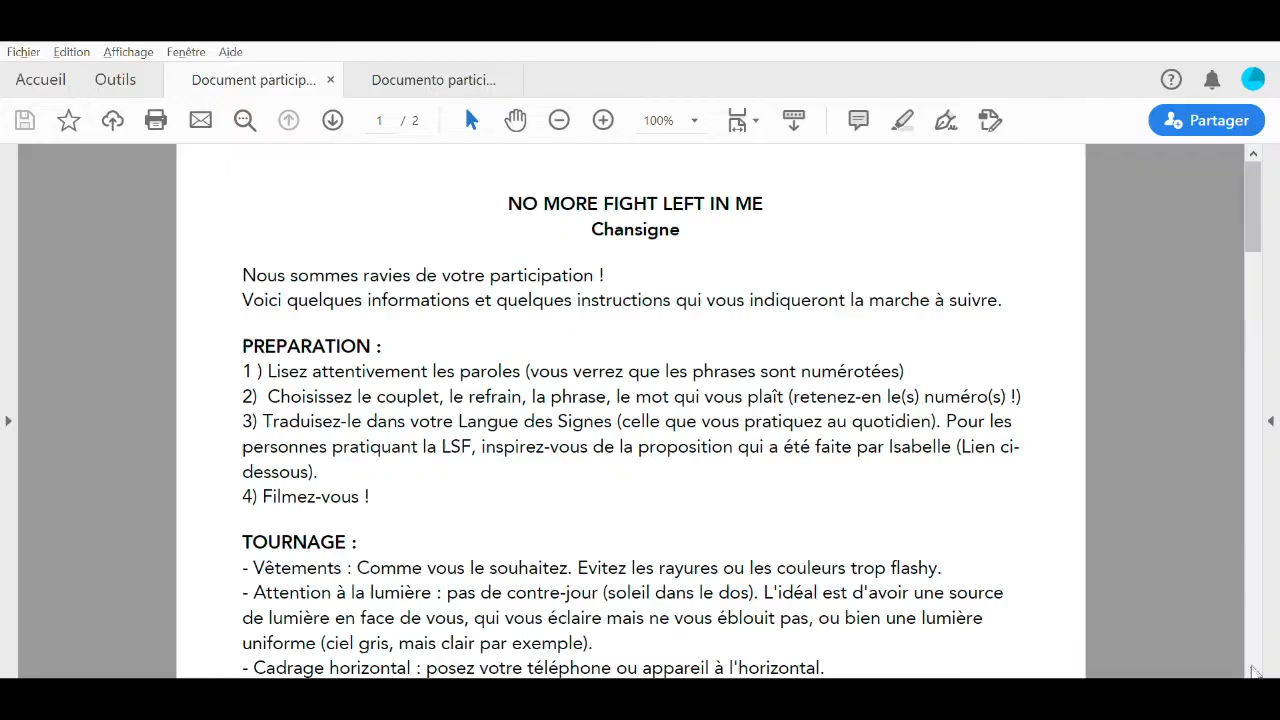 Fichier Edition Affichage Fenêtre Aide
Accueil Outils Document particip... × Documento partici...
1 / 2 100% Partager
NO MORE FIGHT LEFT IN ME
Chansigne
Nous sommes ravies de votre participation !
Voici quelques informations et quelques instructions qui vous indiqueront la marche à suivre.
PREPARATION :
1 ) Lisez attentivement les paroles (vous verrez que les phrases sont numérotées)
2) Choisissez le couplet, le refrain, la phrase, le mot qui vous plaît (retenez-en le(s) numéro(s) !)
3) Traduisez-le dans votre Langue des Signes (celle que vous pratiquez au quotidien). Pour les
personnes pratiquant la LSF, inspirez-vous de la proposition qui a été faite par Isabelle (Lien ci-
dessous).
4) Filmez-vous !
TOURNAGE :
- Vêtements : Comme vous le souhaitez. Evitez les rayures ou les couleurs trop flashy.
- Attention à la lumière : pas de contre-jour (soleil dans le dos). L'idéal est d'avoir une source
de lumière en face de vous, qui vous éclaire mais ne vous éblouit pas, ou bien une lumière
uniforme (ciel gris, mais clair par exemple).
- Cadrage horizontal : posez votre téléphone ou appareil à l'horizontal.